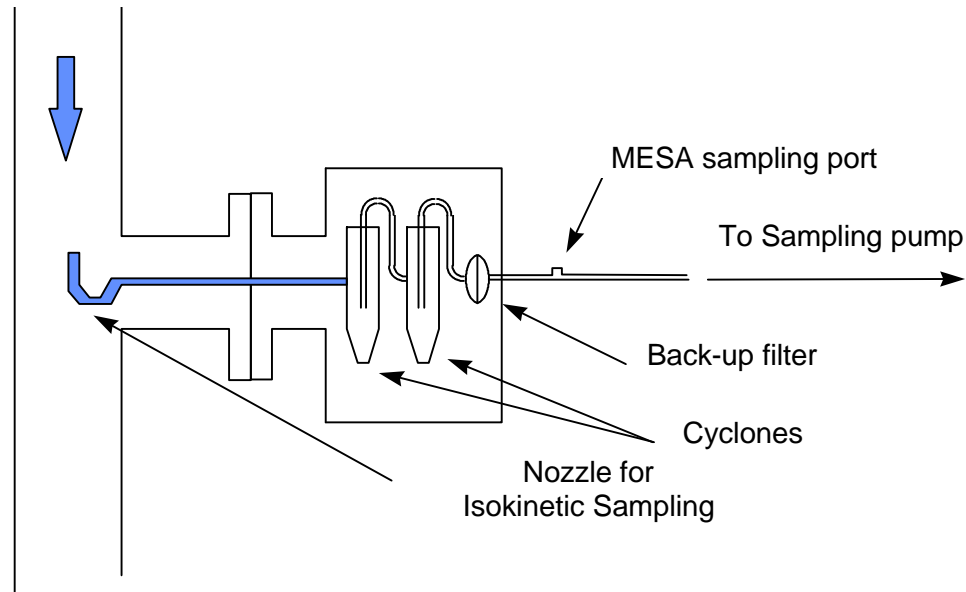 MESA sampling port
To Sampling pump
Back-up filter
Cyclones
Nozzle for
Isokinetic Sampling